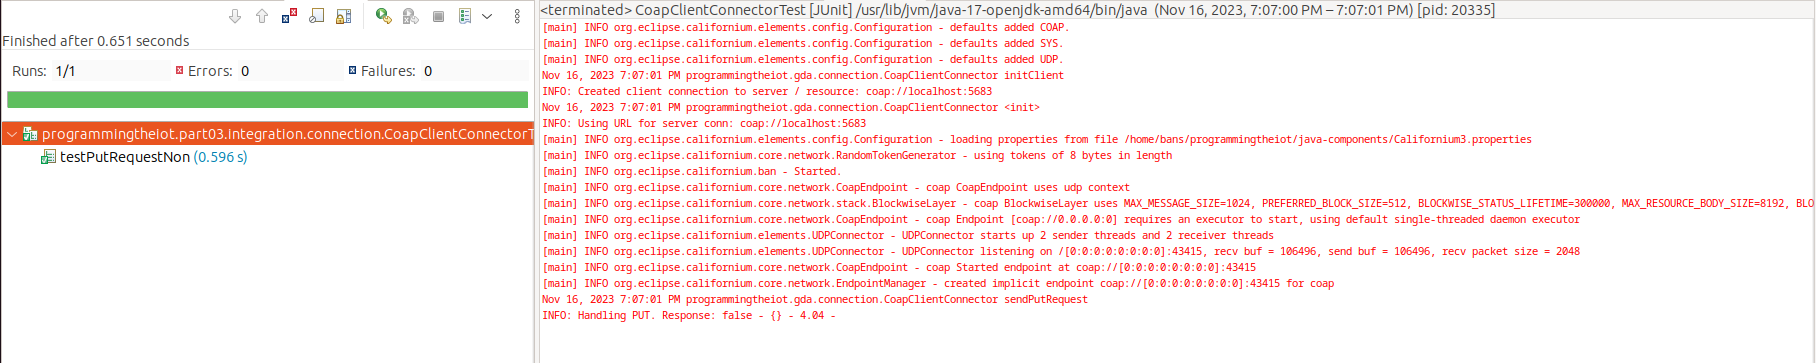 Finished after 0.651 seconds
Runs: 1/1 Errors: 0 Failures: 0
programmingtheiot.part03.integration.connection.CoapClientConnectorT
testPutRequestNon (0.596 s)
<terminated> CoapClientConnectorTest [JUnit] /usr/lib/jvm/java-17-openjdk-amd64/bin/java (Nov 16, 2023, 7:07:00 PM – 7:07:01 PM) [pid: 20335]
[main] INFO org.eclipse.californium.elements.config.Configuration - defaults added COAP.
[main] INFO org.eclipse.californium.elements.config.Configuration - defaults added SYS.
[main] INFO org.eclipse.californium.elements.config.Configuration - defaults added UDP.
Nov 16, 2023 7:07:01 PM programmingtheiot.gda.connection.CoapClientConnector initClient
INFO: Created client connection to server / resource: coap://localhost:5683
Nov 16, 2023 7:07:01 PM programmingtheiot.gda.connection.CoapClientConnector <init>
INFO: Using URL for server conn: coap://localhost:5683
[main] INFO org.eclipse.californium.elements.config.Configuration - loading properties from file /home/bans/programmingtheiot/java-components/Californium3.properties
[main] INFO org.eclipse.californium.core.network.RandomTokenGenerator - using tokens of 8 bytes in length
[main] INFO org.eclipse.californium.ban - Started.
[main] INFO org.eclipse.californium.core.network.CoapEndpoint - coap CoapEndpoint uses udp context
[main] INFO org.eclipse.californium.core.network.stack.BlockwiseLayer - coap BlockwiseLayer uses MAX_MESSAGE_SIZE=1024, PREFERRED_BLOCK_SIZE=512, BLOCKWISE_STATUS_LIFETIME=300000, MAX_RESOURCE_BODY_SIZE=8192, BLO
[main] INFO org.eclipse.californium.core.network.CoapEndpoint - coap Endpoint [coap://0.0.0.0:0] requires an executor to start, using default single-threaded daemon executor
[main] INFO org.eclipse.californium.elements.UDPConnector - UDPConnector starts up 2 sender threads and 2 receiver threads
[main] INFO org.eclipse.californium.elements.UDPConnector - UDPConnector listening on /[0:0:0:0:0:0:0:0]:43415, recv buf = 106496, send buf = 106496, recv packet size = 2048
[main] INFO org.eclipse.californium.core.network.CoapEndpoint - coap Started endpoint at coap://[0:0:0:0:0:0:0:0]:43415
[main] INFO org.eclipse.californium.core.network.EndpointManager - created implicit endpoint coap://[0:0:0:0:0:0:0:0]:43415 for coap
Nov 16, 2023 7:07:01 PM programmingtheiot.gda.connection.CoapClientConnector sendPutRequest
INFO: Handling PUT. Response: false - {} - 4.04 -